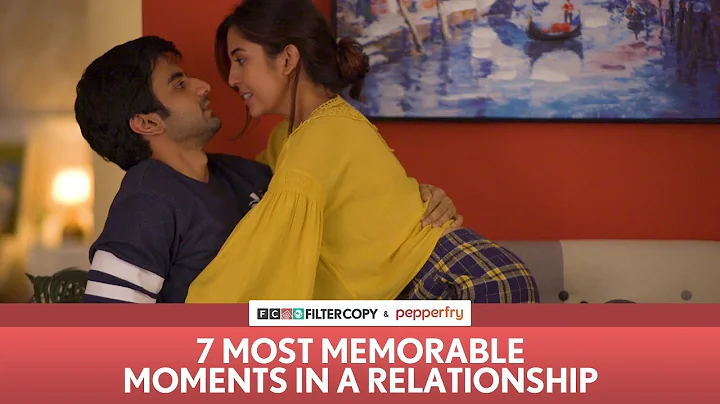 FC FILTERCOPY & pepperfry
7 MOST MEMORABLE
MOMENTS IN A RELATIONSHIP